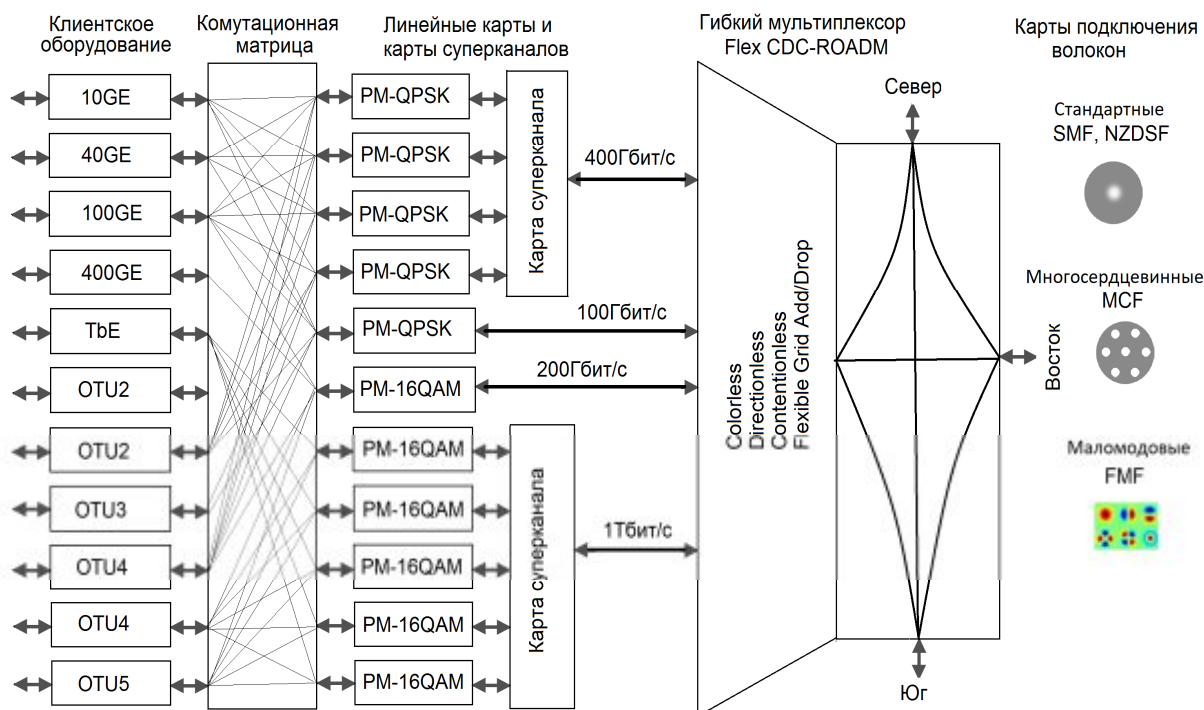 Клиентское
оборудование
Комутационная
матрица
Линейные карты и
карты суперканалов
Гибкий мультиплексор
Flex CDC-ROADM
Карты подключения
волокон
10GE
40GE
100GE
400GE
TbE
OTU2
OTU2
OTU3
OTU4
OTU4
OTU5
PM-QPSK
PM-QPSK
PM-QPSK
PM-QPSK
PM-QPSK
PM-16QAM
PM-16QAM
PM-16QAM
PM-16QAM
PM-16QAM
PM-16QAM
Карта суперканала
Карта суперканала
400Гбит/с
100Гбит/с
200Гбит/с
1Тбит/с
Colorless
Directionless
Contentionless
Flexible Grid Add/Drop
Север
Восток
Юг
Стандартные
SMF, NZDSF
Многосердцевинные
MCF
Маломодовые
FMF